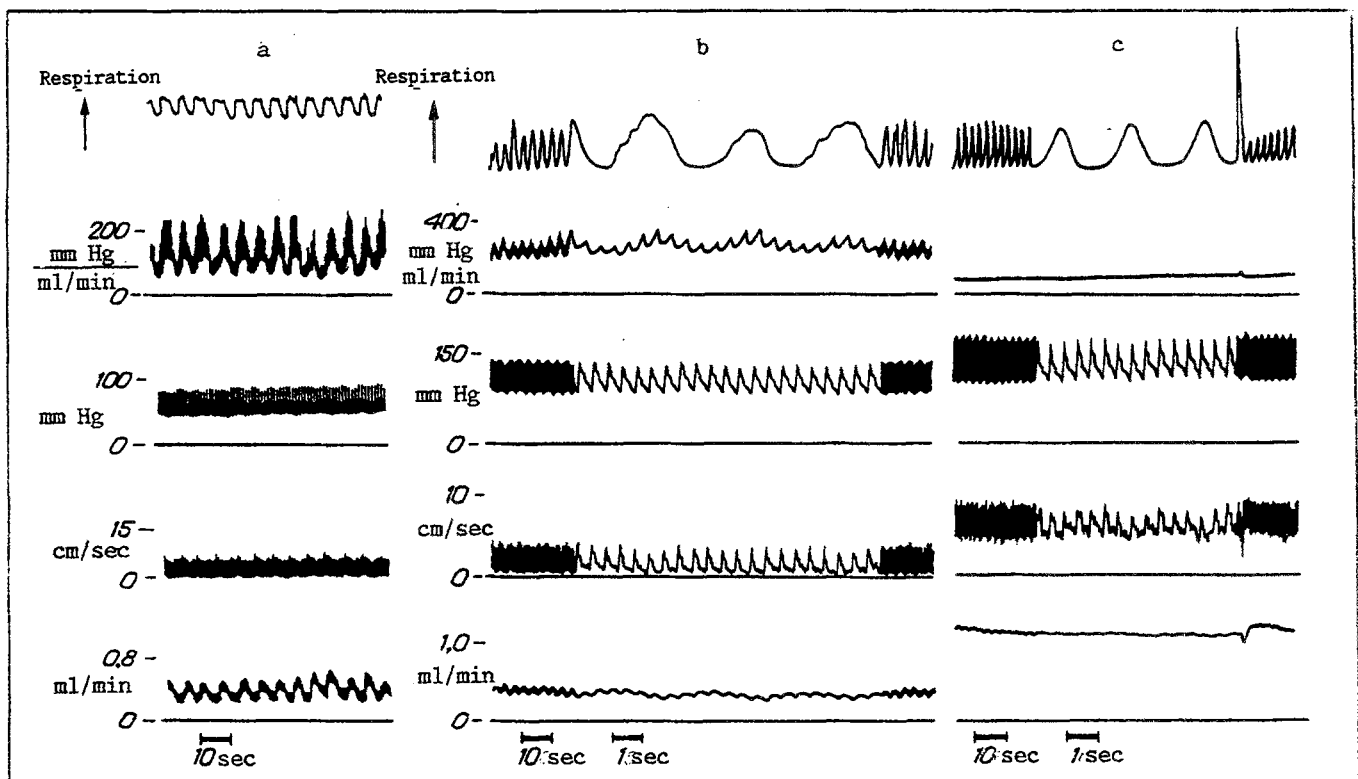 a b c
Respiration Respiration
200 –
mm Hg
ml/min
0 –
400 –
mm Hg
ml/min
0 –
100 –
mm Hg
0 –
150 –
mm Hg
0 –
15 –
cm/sec
0 –
10 –
cm/sec
0 –
0,8 –
ml/min
0 –
1,0 –
ml/min
0 –
10 sec 10 sec 1 sec 10 sec 1 sec